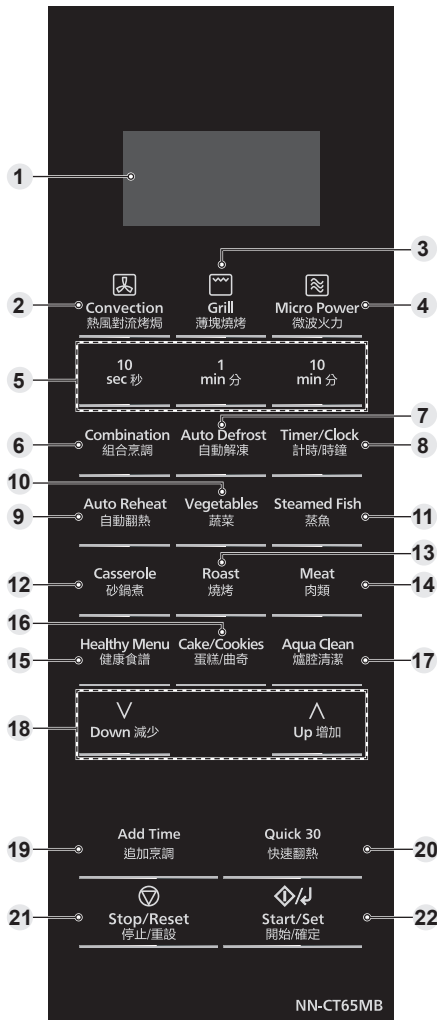 1
3
2
Convection
熱風對流烤焗
Grill
薄塊燒烤
Micro Power
微波火力
4
5
10
sec 秒
1
min 分
10
min 分
7
6
Combination
組合烹調
Auto Defrost
自動解凍
Timer/Clock
計時/時鐘
8
10
9
Auto Reheat
自動翻熱
Vegetables
蔬菜
Steamed Fish
蒸魚
11
13
12
Casserole
砂鍋煮
Roast
燒烤
Meat
肉類
14
16
15
Healthy Menu
健康食譜
Cake/Cookies
蛋糕/曲奇
Aqua Clean
爐腔清潔
17
18
Down 減少
Up 增加
19
Add Time
追加烹調
Quick 30
快速翻熱
20
21
Stop/Reset
停止/重設
Start/Set
開始/確定
22
NN-CT65MB